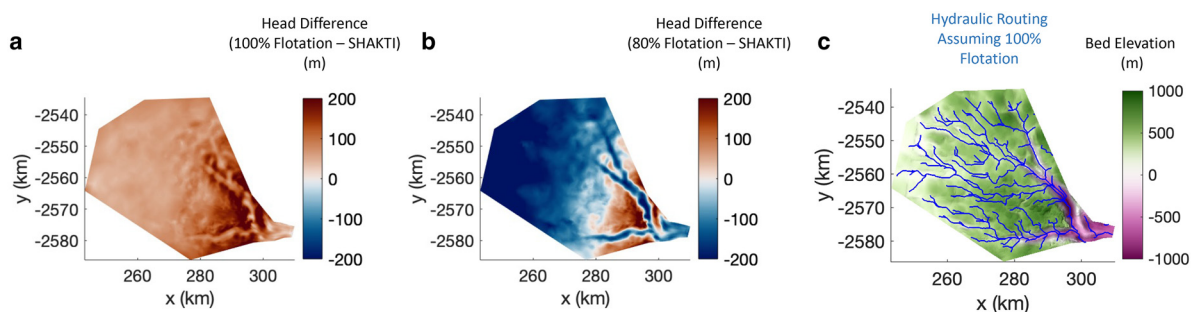 a
Head Difference
(100% Flotation – SHAKTI)
(m)
200
100
0
-100
-200
-2540
-2550
-2560
-2570
-2580
y (km)
260
280
300
x (km)
b
Head Difference
(80% Flotation – SHAKTI)
(m)
200
100
0
-100
-200
-2540
-2550
-2560
-2570
-2580
y (km)
260
280
300
x (km)
c
Hydraulic Routing
Assuming 100%
Flotation
Bed Elevation
(m)
1000
500
0
-500
-1000
-2540
-2550
-2560
-2570
-2580
y (km)
260
280
300
x (km)